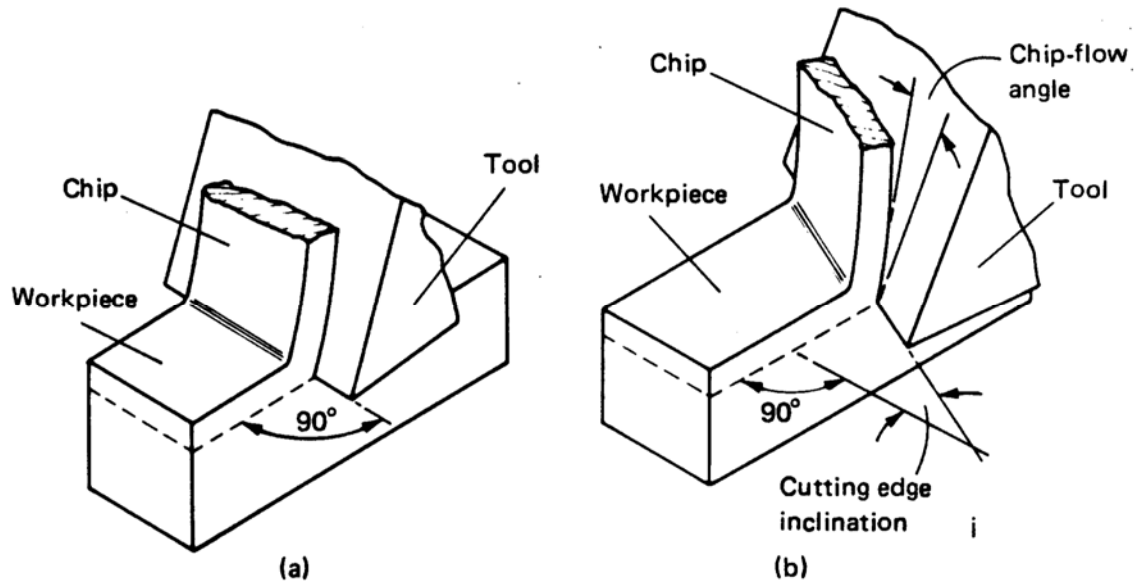 Chip
Tool
Workpiece
90°
(a)
Chip
Chip-flow
angle
Workpiece
Tool
90°
Cutting edge
inclination
i
(b)